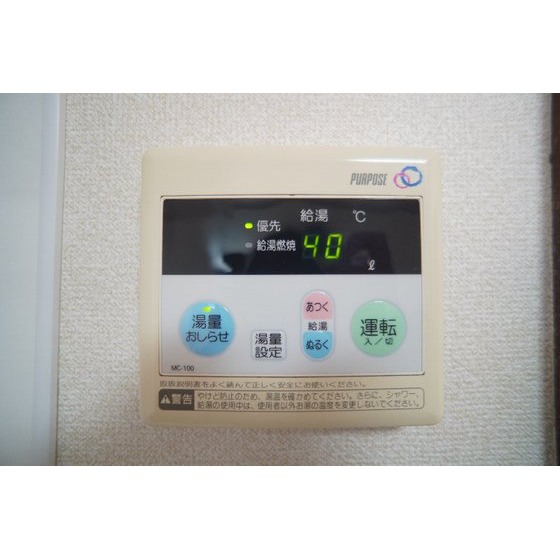 PURPOSE
給湯 ℃
優先
給湯燃焼 40
ℓ
湯量
おしらせ
湯量
設定
あつく
給湯
ぬるく
運転
入/切
MC-100
取扱説明書をよく読んで正しく安全にお使いください。
警告
やけど防止のため、湯温を確かめてください。さらに、シャワー、
給湯の使用中は、使用者以外お湯の温度を変更しないでください。